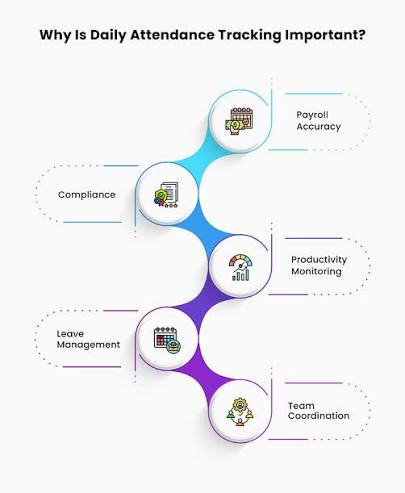 Why Is Daily Attendance Tracking Important?
Payroll
Accuracy
Compliance
Productivity
Monitoring
Leave
Management
Team
Coordination